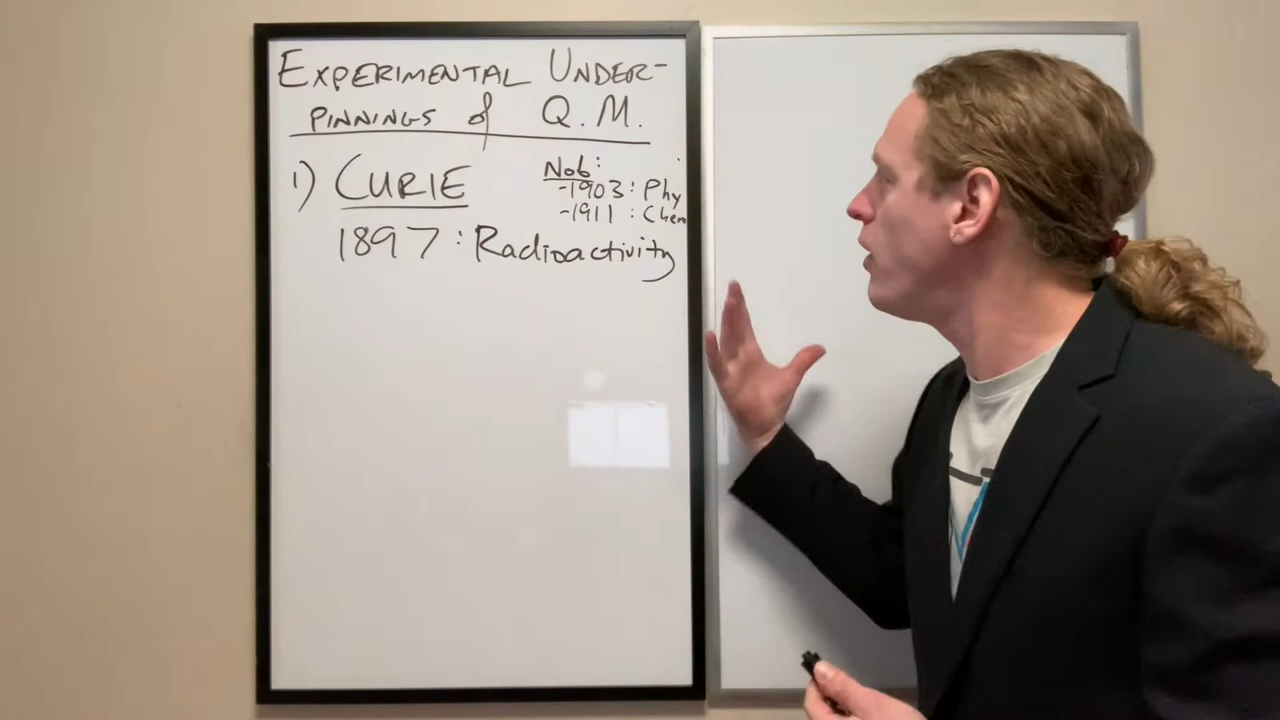 EXPERIMENTAL UNDER-
PINNINGS of Q.M.
1) CURIE
Nob:
-1903: Phy
-1911: Chem
1897: Radioactivity